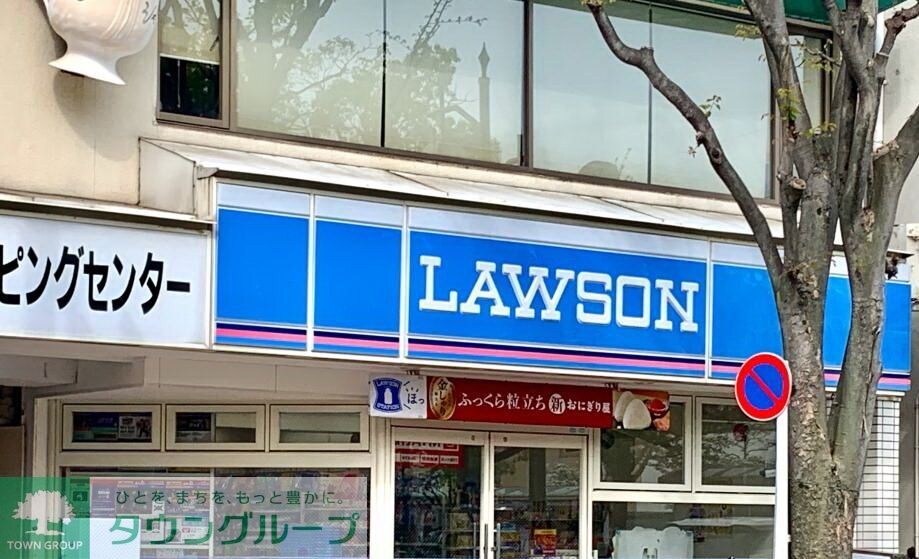 ピングセンター
LAWSON
LAWSON
STATION
ほっ
金しゃり
ふっくら粒立ち 新 おにぎり屋
ひとを、まちを、もっと豊かに。
タウングループ
TOWN GROUP